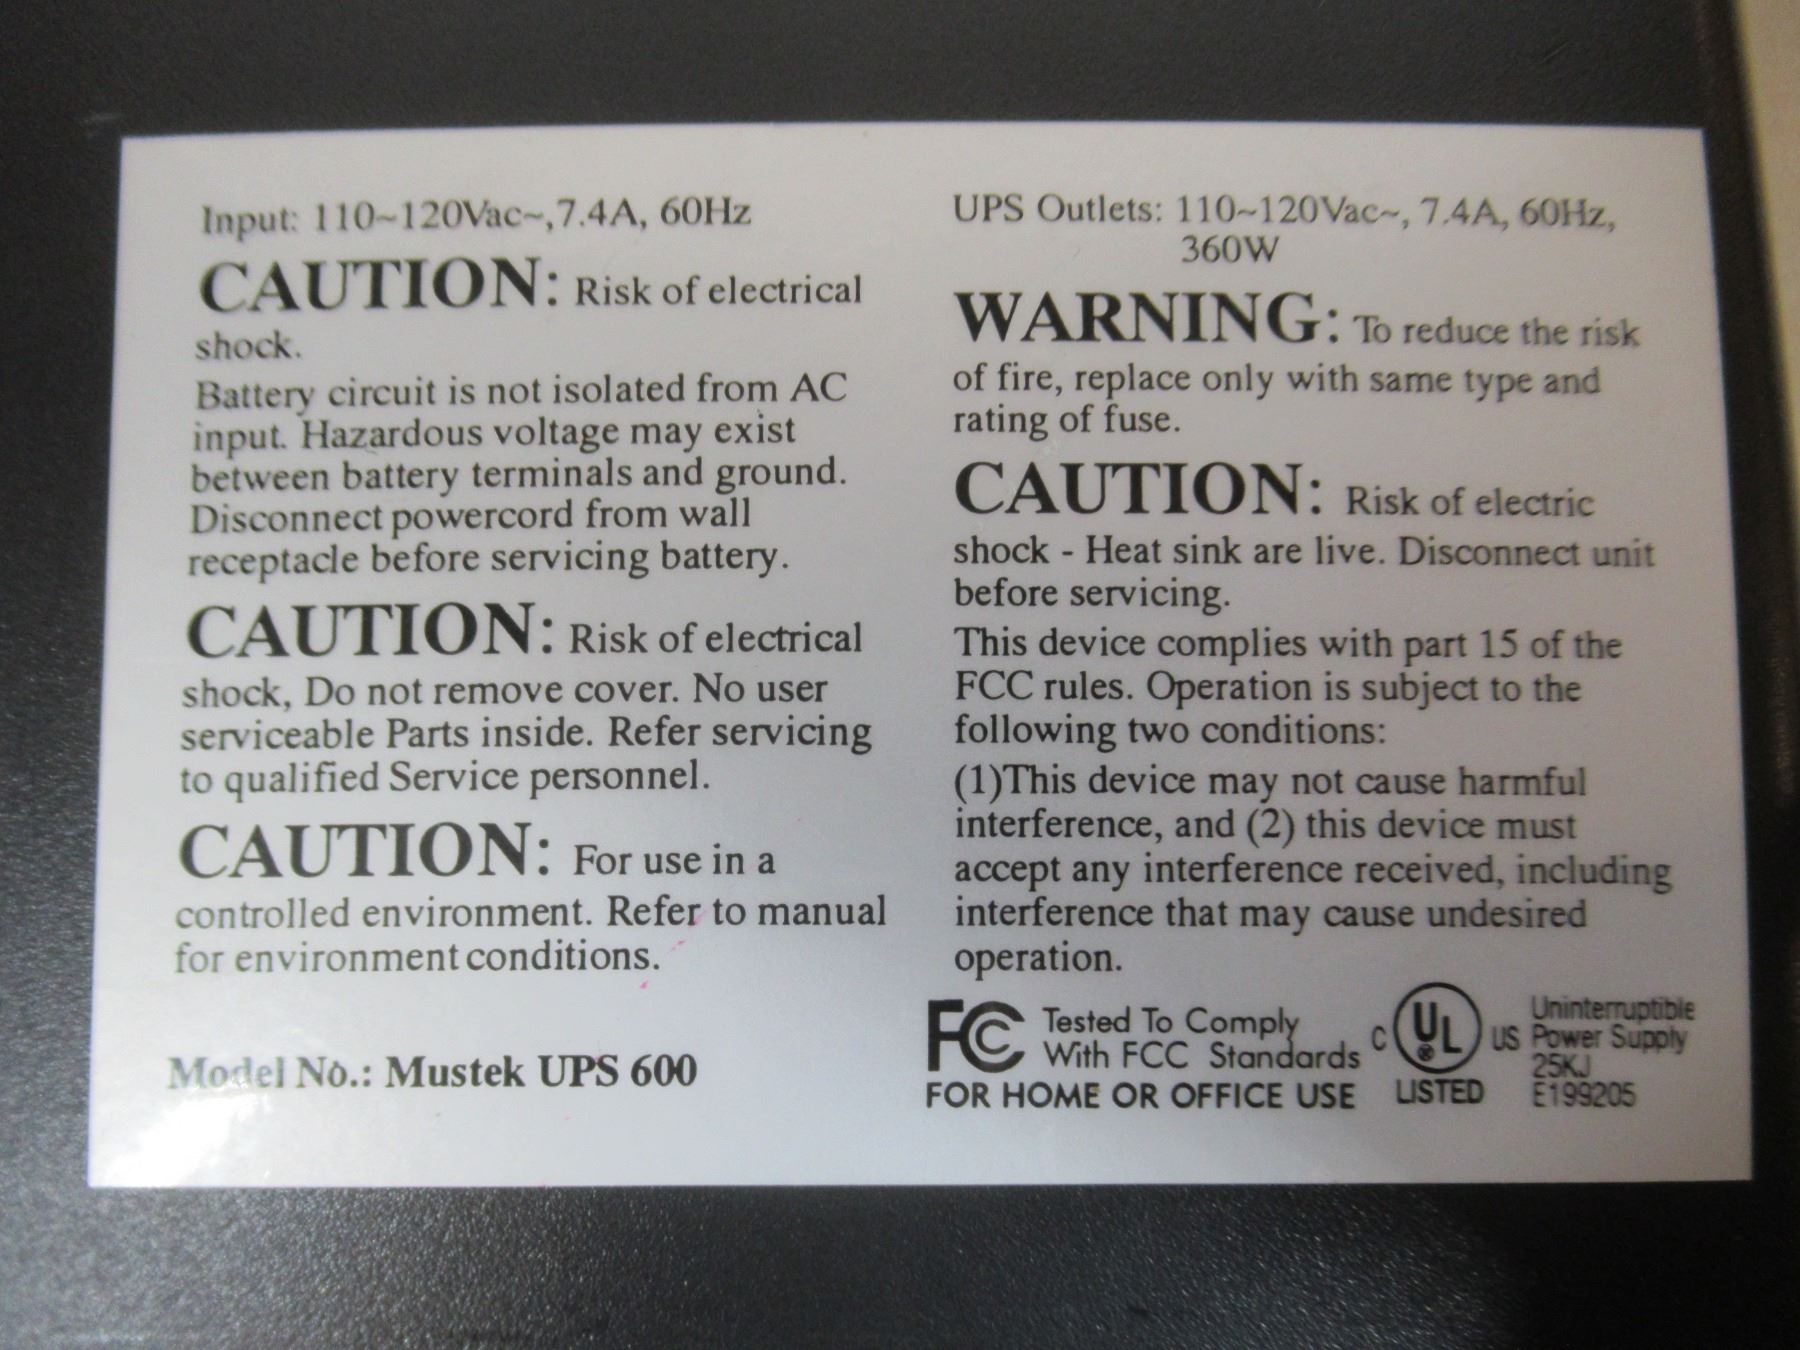 Input: 110~120Vac~,7.4A, 60Hz
CAUTION: Risk of electrical
shock.
Battery circuit is not isolated from AC
input. Hazardous voltage may exist
between battery terminals and ground.
Disconnect powercord from wall
receptacle before servicing battery.
CAUTION: Risk of electrical
shock, Do not remove cover. No user
serviceable Parts inside. Refer servicing
to qualified Service personnel.
CAUTION: For use in a
controlled environment. Refer to manual
for environment conditions.
Model No.: Mustek UPS 600
UPS Outlets: 110~120Vac~, 7.4A, 60Hz,
360W
WARNING: To reduce the risk
of fire, replace only with same type and
rating of fuse.
CAUTION: Risk of electric
shock - Heat sink are live. Disconnect unit
before servicing.
This device complies with part 15 of the
FCC rules. Operation is subject to the
following two conditions:
(1)This device may not cause harmful
interference, and (2) this device must
accept any interference received, including
interference that may cause undesired
operation.
FC Tested To Comply
With FCC Standards
FOR HOME OR OFFICE USE
C UL US
LISTED
Uninterruptible
Power Supply
25KJ
E199205